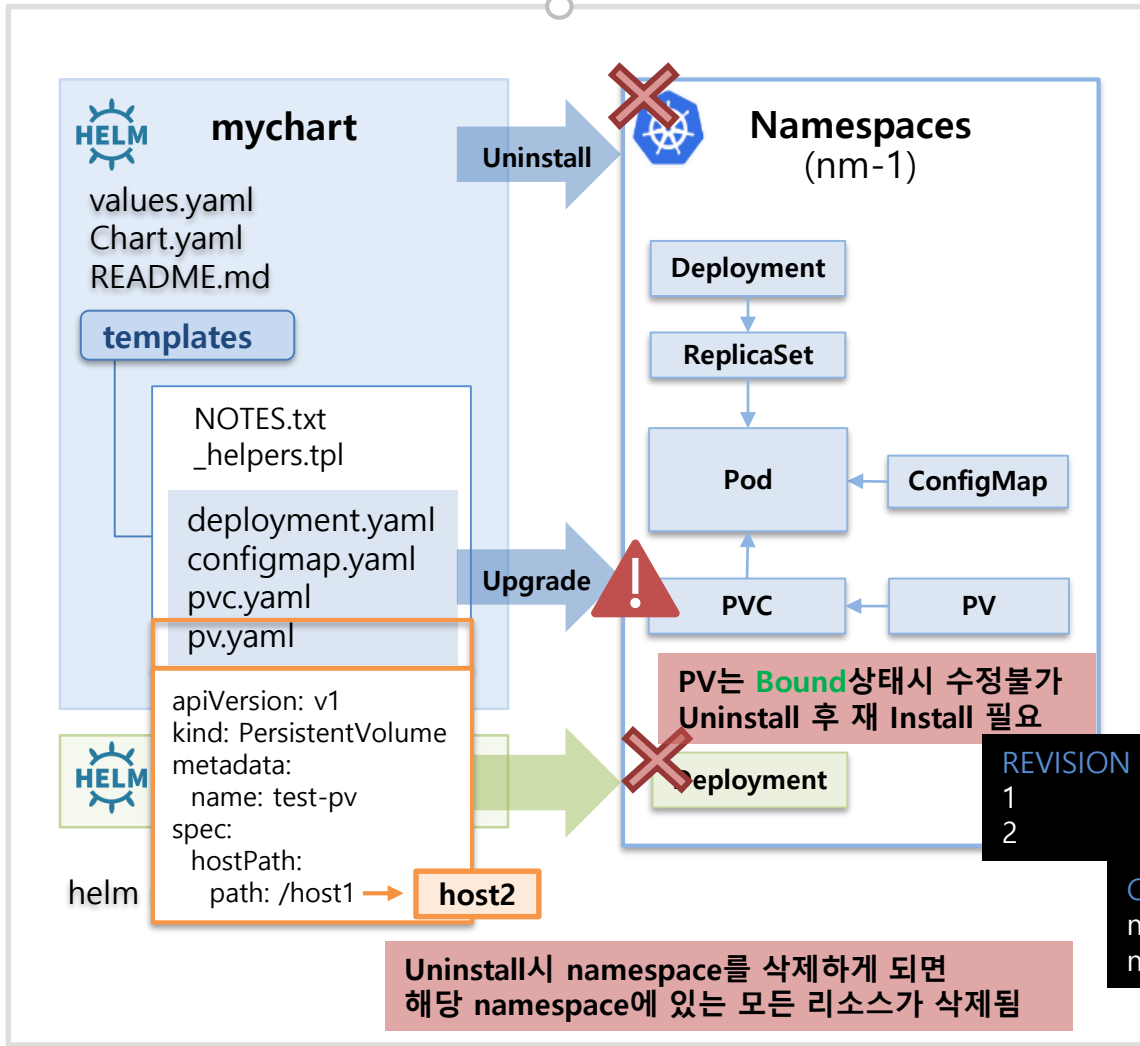 HELM
mychart
values.yaml
Chart.yaml
README.md
templates
NOTES.txt
_helpers.tpl
deployment.yaml
configmap.yaml
pvc.yaml
pv.yaml
apiVersion: v1
kind: PersistentVolume
metadata:
name: test-pv
spec:
hostPath:
path: /host1
host2
HELM
helm
Uninstall
Upgrade
Namespaces
(nm-1)
Deployment
ReplicaSet
Pod
ConfigMap
PVC
PV
PV는 Bound상태시 수정불가
Uninstall 후 재 Install 필요
Deployment
REVISION
1
2
Uninstall시 namespace를 삭제하게 되면
해당 namespace에 있는 모든 리소스가 삭제됨